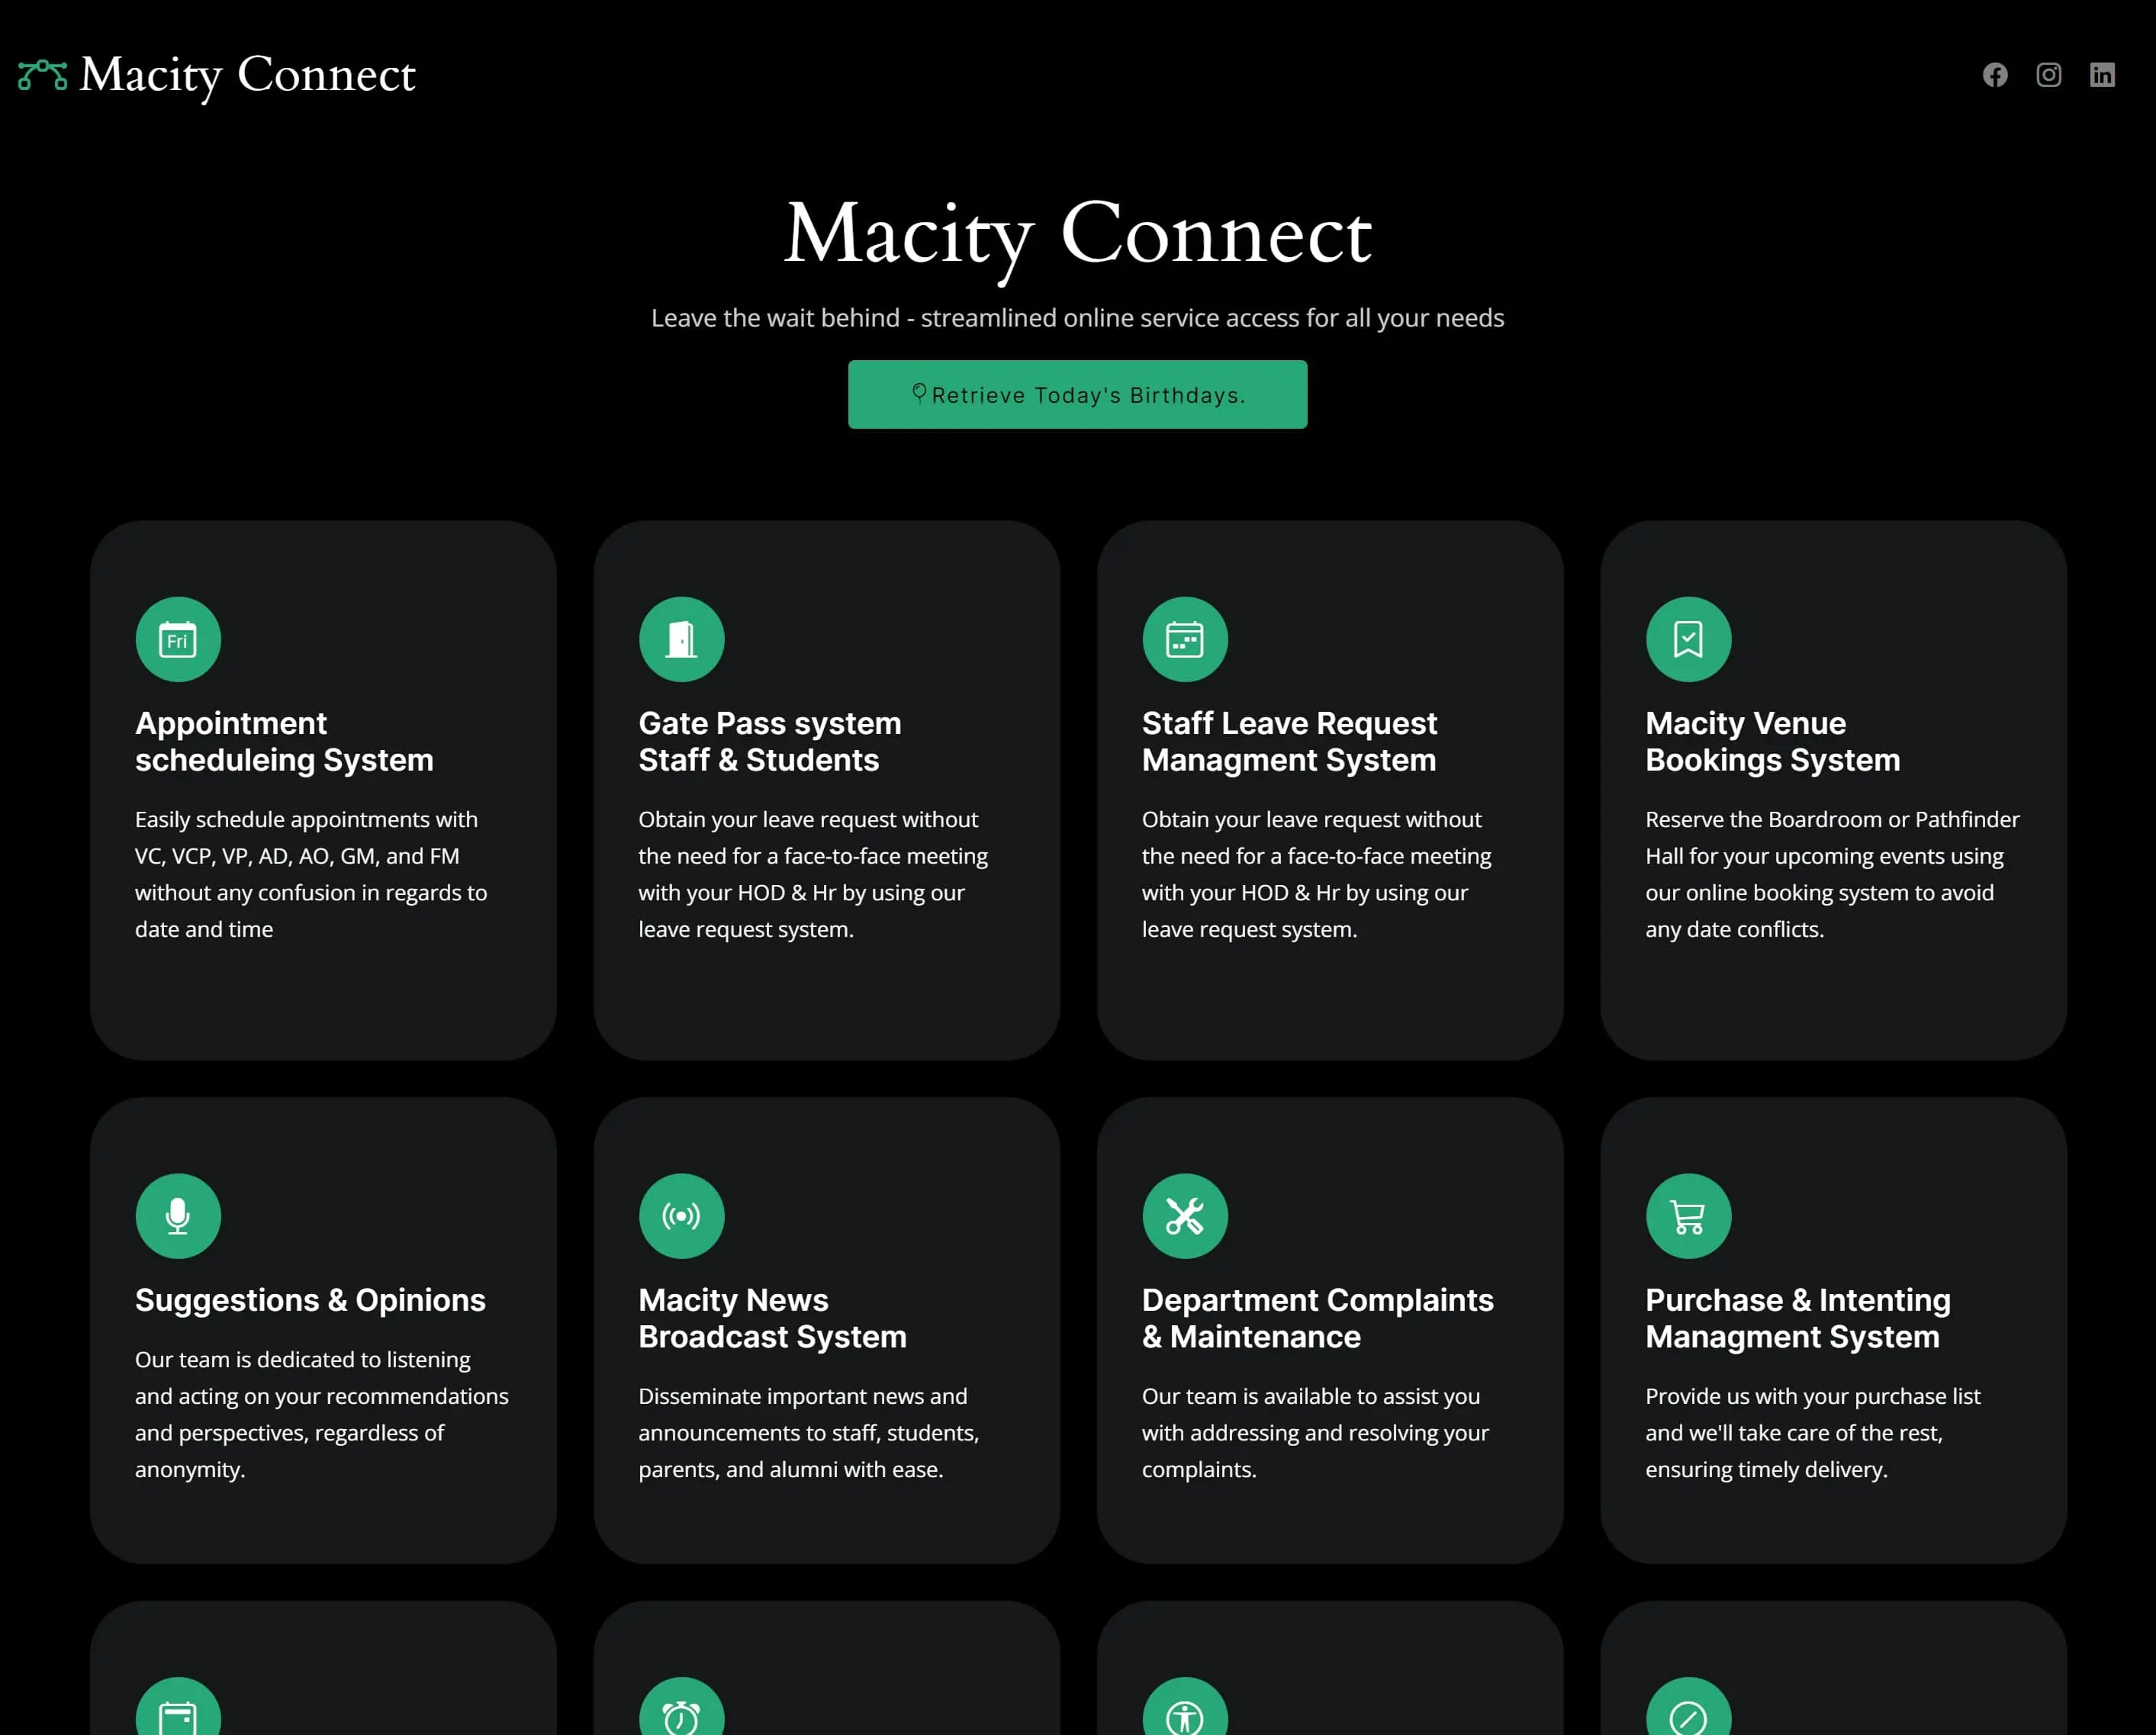 Macity Connect
Macity Connect
Leave the wait behind - streamlined online service access for all your needs
Retrieve Today's Birthdays.
Fri
Appointment
scheduleing System
Easily schedule appointments with
VC, VCP, VP, AD, AO, GM, and FM
without any confusion in regards to
date and time
Gate Pass system
Staff & Students
Obtain your leave request without
the need for a face-to-face meeting
with your HOD & Hr by using our
leave request system.
Staff Leave Request
Managment System
Obtain your leave request without
the need for a face-to-face meeting
with your HOD & Hr by using our
leave request system.
Macity Venue
Bookings System
Reserve the Boardroom or Pathfinder
Hall for your upcoming events using
our online booking system to avoid
any date conflicts.
Suggestions & Opinions
Our team is dedicated to listening
and acting on your recommendations
and perspectives, regardless of
anonymity.
Macity News
Broadcast System
Disseminate important news and
announcements to staff, students,
parents, and alumni with ease.
Department Complaints
& Maintenance
Our team is available to assist you
with addressing and resolving your
complaints.
Purchase & Intenting
Managment System
Provide us with your purchase list
and we'll take care of the rest,
ensuring timely delivery.